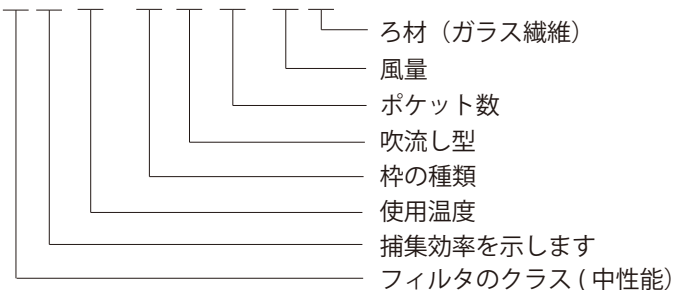 ろ材（ガラス繊維）
風量
ポケット数
吹流し型
枠の種類
使用温度
捕集効率を示します
フィルタのクラス ( 中性能）